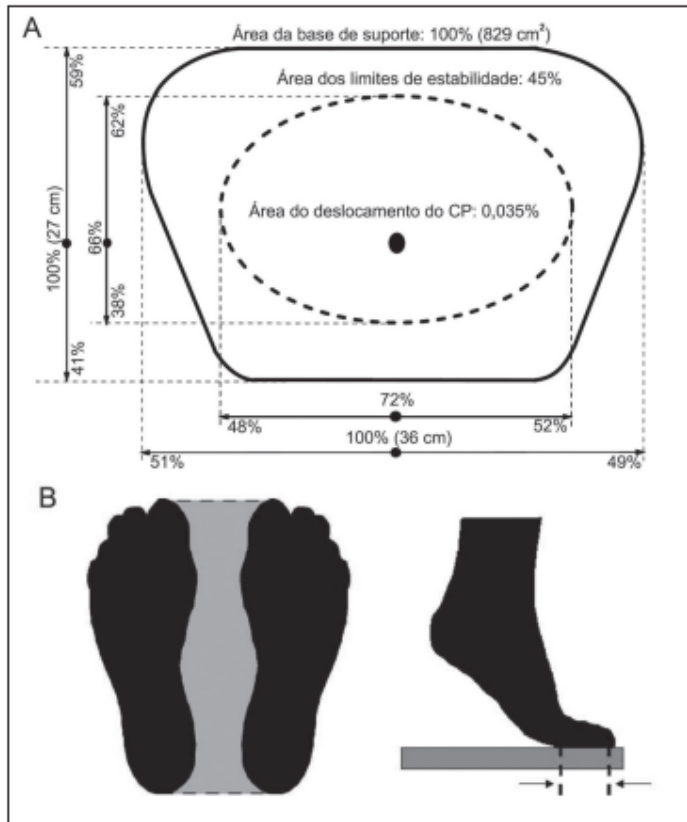 A
Área da base de suporte: 100% (829 cm²)
Área dos limites de estabilidade: 45%
59%
62%
Área do deslocamento do CP: 0,035%
100% (27 cm)
66%
38%
41%
72%
48%
52%
100% (36 cm)
51%
49%
B